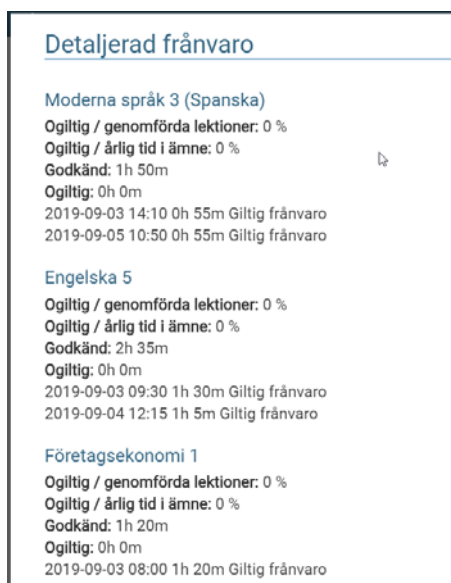 Detaljerad frånvaro
Moderna språk 3 (Spanska)
Ogiltig / genomförda lektioner: 0 %
Ogiltig / årlig tid i ämne: 0 %
Godkänd: 1h 50m
Ogiltig: 0h 0m
2019-09-03 14:10 0h 55m Giltig frånvaro
2019-09-05 10:50 0h 55m Giltig frånvaro
Engelska 5
Ogiltig / genomförda lektioner: 0 %
Ogiltig / årlig tid i ämne: 0 %
Godkänd: 2h 35m
Ogiltig: 0h 0m
2019-09-03 09:30 1h 30m Giltig frånvaro
2019-09-04 12:15 1h 5m Giltig frånvaro
Företagsekonomi 1
Ogiltig / genomförda lektioner: 0 %
Ogiltig / årlig tid i ämne: 0 %
Godkänd: 1h 20m
Ogiltig: 0h 0m
2019-09-03 08:00 1h 20m Giltig frånvaro